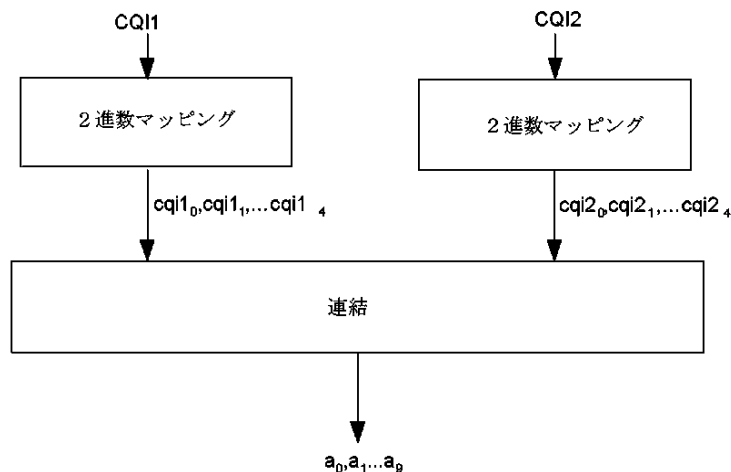 CQI1
CQI2
2進数マッピング
2進数マッピング
cqi1₀,cqi1₁,...cqi1 ₄
cqi2₀,cqi2₁,...cqi2 ₄
連結
a₀,a₁...a₉